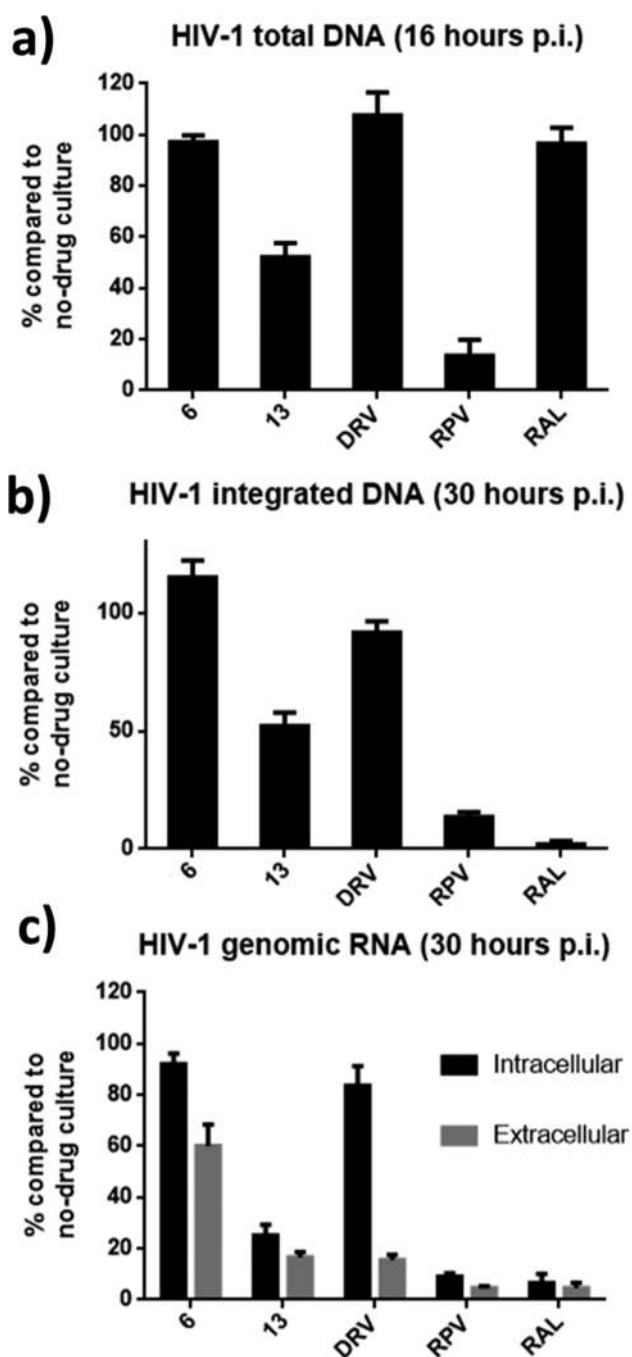 a)
HIV-1 total DNA (16 hours p.i.)
% compared to
no-drug culture
120
100
80
60
40
20
0
6 13 DRV RPV RAL
b)
HIV-1 integrated DNA (30 hours p.i.)
% compared to
no-drug culture
100
50
0
6 13 DRV RPV RAL
c)
HIV-1 genomic RNA (30 hours p.i.)
% compared to
no-drug culture
120
100
80
60
40
20
0
Intracellular
Extracellular
6 13 DRV RPV RAL